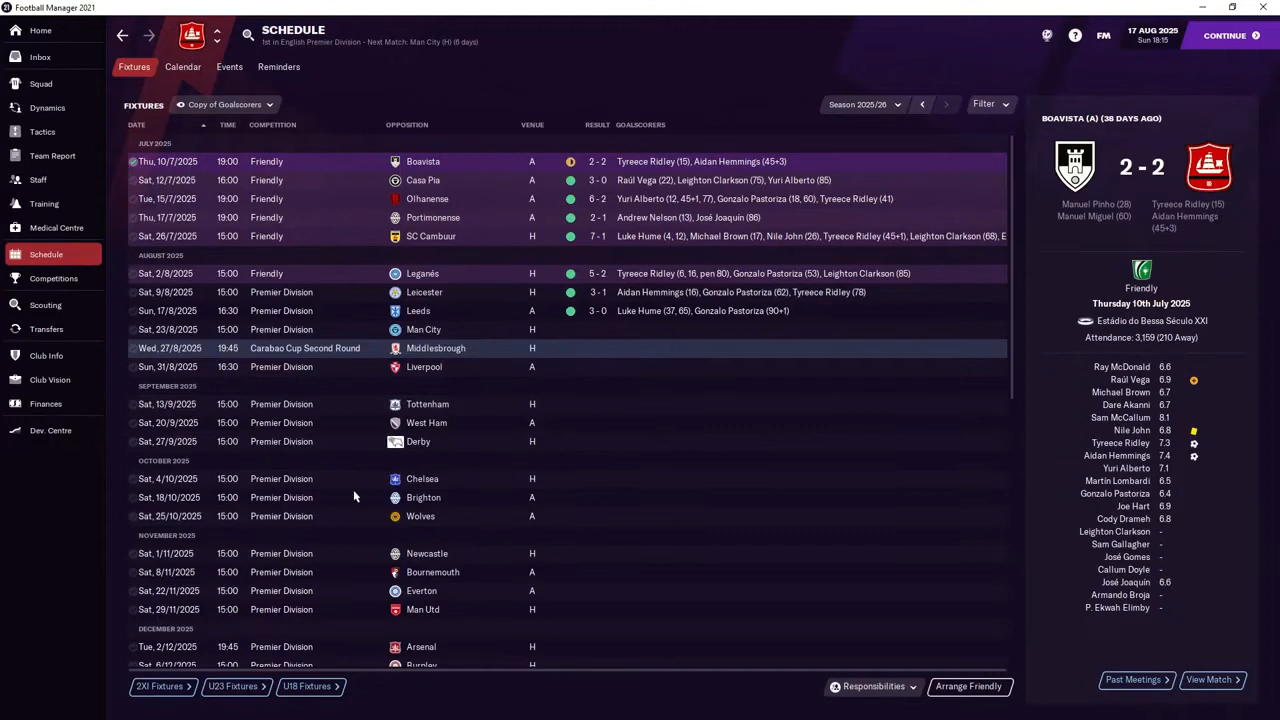 21 Football Manager 2021
Home
Inbox
Squad
Dynamics
Tactics
Team Report
Staff
Training
Medical Centre
Schedule
Competitions
Scouting
Transfers
Club Info
Club Vision
Finances
Dev. Centre
SCHEDULE
1st in English Premier Division - Next Match: Man City (H) (6 days)
FM 17 AUG 2025 Sun 18:15 CONTINUE
Fixtures Calendar Events Reminders
FIXTURES Copy of Goalscorers Season 2025/26 Filter
DATE TIME COMPETITION OPPOSITION VENUE RESULT GOALSCORERS
JULY 2025
Thu, 10/7/2025 19:00 Friendly Boavista A 2 - 2 Tyreece Ridley (15), Aidan Hemmings (45+3)
Sat, 12/7/2025 16:00 Friendly Casa Pia A 3 - 0 Raúl Vega (22), Leighton Clarkson (75), Yuri Alberto (85)
Tue, 15/7/2025 19:00 Friendly Olhanense A 6 - 2 Yuri Alberto (12, 45+1, 77), Gonzalo Pastoriza (18, 60), Tyreece Ridley (41)
Thu, 17/7/2025 19:00 Friendly Portimonense A 2 - 1 Andrew Nelson (13), José Joaquín (86)
Sat, 26/7/2025 15:00 Friendly SC Cambuur A 7 - 1 Luke Hume (4, 12), Michael Brown (17), Nile John (26), Tyreece Ridley (45+1), Leighton Clarkson (68), E
AUGUST 2025
Sat, 2/8/2025 15:00 Friendly Leganés H 5 - 2 Tyreece Ridley (6, 16, pen 80), Gonzalo Pastoriza (53), Leighton Clarkson (85)
Sat, 9/8/2025 15:00 Premier Division Leicester H 3 - 1 Aidan Hemmings (16), Gonzalo Pastoriza (62), Tyreece Ridley (78)
Sun, 17/8/2025 16:30 Premier Division Leeds A 3 - 0 Luke Hume (37, 65), Gonzalo Pastoriza (90+1)
Sat, 23/8/2025 15:00 Premier Division Man City H
Wed, 27/8/2025 19:45 Carabao Cup Second Round Middlesbrough H
Sun, 31/8/2025 16:30 Premier Division Liverpool A
SEPTEMBER 2025
Sat, 13/9/2025 15:00 Premier Division Tottenham H
Sat, 20/9/2025 15:00 Premier Division West Ham A
Sat, 27/9/2025 15:00 Premier Division Derby H
OCTOBER 2025
Sat, 4/10/2025 15:00 Premier Division Chelsea H
Sat, 18/10/2025 15:00 Premier Division Brighton A
Sat, 25/10/2025 15:00 Premier Division Wolves A
NOVEMBER 2025
Sat, 1/11/2025 15:00 Premier Division Newcastle H
Sat, 8/11/2025 15:00 Premier Division Bournemouth A
Sat, 22/11/2025 15:00 Premier Division Everton A
Sat, 29/11/2025 15:00 Premier Division Man Utd H
DECEMBER 2025
Tue, 2/12/2025 19:45 Premier Division Arsenal H
Sat, 6/12/2025 15:00 Premier Division Burnley H
2XI Fixtures U23 Fixtures U18 Fixtures Responsibilities Arrange Friendly
BOAVISTA (A) (38 DAYS AGO)
2 - 2
Manuel Pinho (28) Tyreece Ridley (15)
Manuel Miguel (60) Aidan Hemmings
(45+3)
Friendly
Thursday 10th July 2025
Estádio do Bessa Século XXI
Attendance: 3,159 (210 Away)
Ray McDonald 6.6
Raúl Vega 6.9
Michael Brown 6.7
Dare Akanni 6.7
Sam McCallum 8.1
Nile John 6.8
Tyreece Ridley 7.3
Aidan Hemmings 7.4
Yuri Alberto 7.1
Martín Lombardi 6.5
Gonzalo Pastoriza 6.4
Joe Hart 6.9
Cody Drameh 6.8
Leighton Clarkson -
Sam Gallagher -
José Gomes -
Callum Doyle -
José Joaquín 6.6
Armando Broja -
P. Ekwah Elimby -
Past Meetings View Match